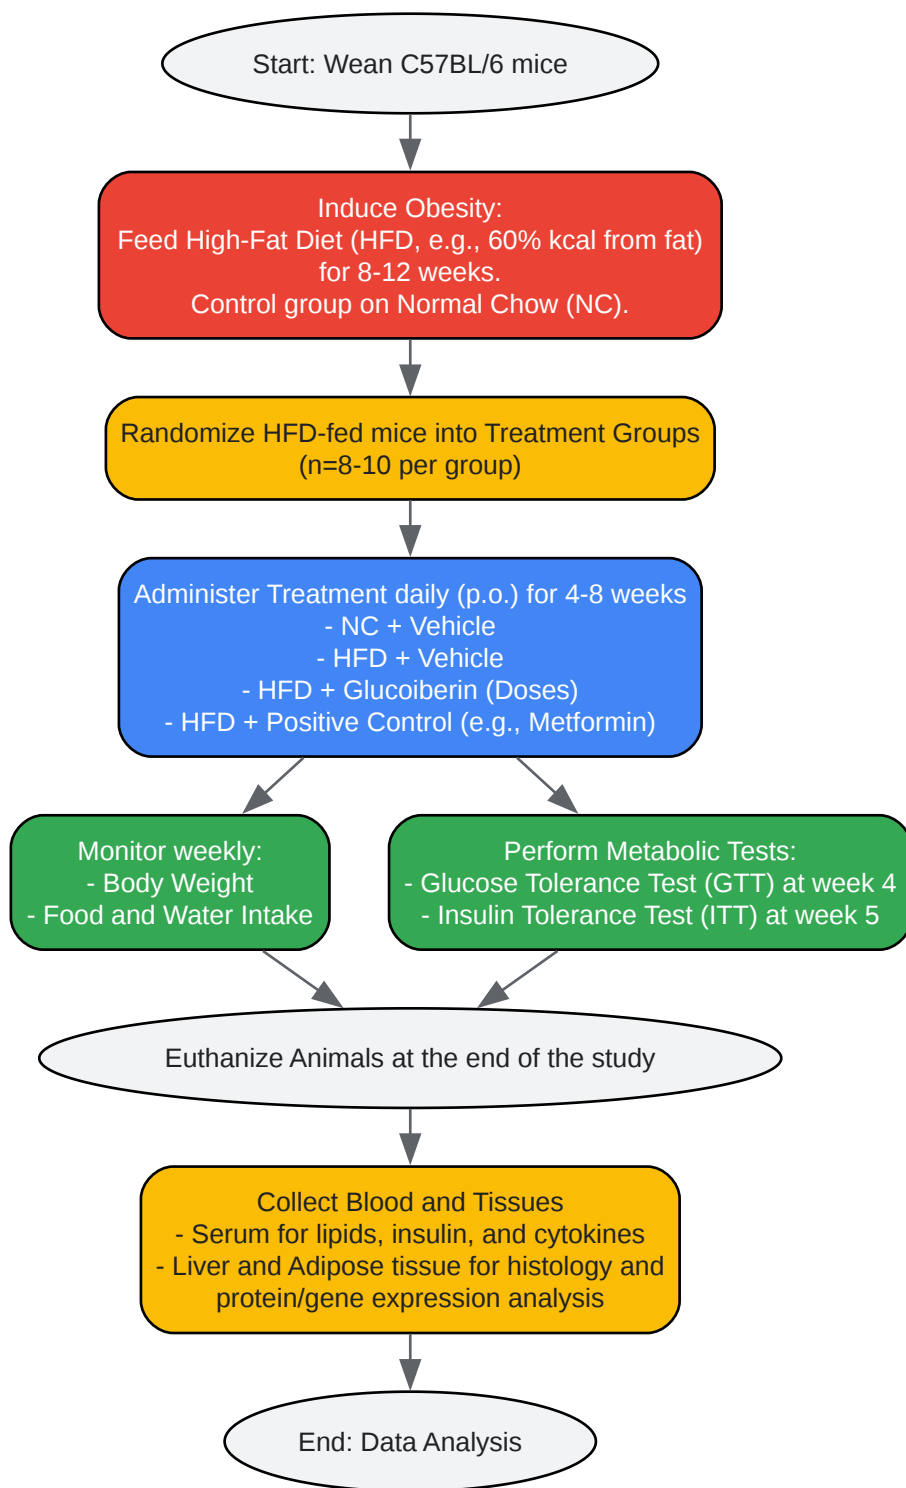 Start: Wean C57BL/6 mice
Induce Obesity:
Feed High-Fat Diet (HFD, e.g., 60% kcal from fat)
for 8-12 weeks.
Control group on Normal Chow (NC).
Randomize HFD-fed mice into Treatment Groups
(n=8-10 per group)
Administer Treatment daily (p.o.) for 4-8 weeks
- NC + Vehicle
- HFD + Vehicle
- HFD + Glucoiberin (Doses)
- HFD + Positive Control (e.g., Metformin)
Monitor weekly:
- Body Weight
- Food and Water Intake
Perform Metabolic Tests:
- Glucose Tolerance Test (GTT) at week 4
- Insulin Tolerance Test (ITT) at week 5
Euthanize Animals at the end of the study
Collect Blood and Tissues
- Serum for lipids, insulin, and cytokines
- Liver and Adipose tissue for histology and
protein/gene expression analysis
End: Data Analysis